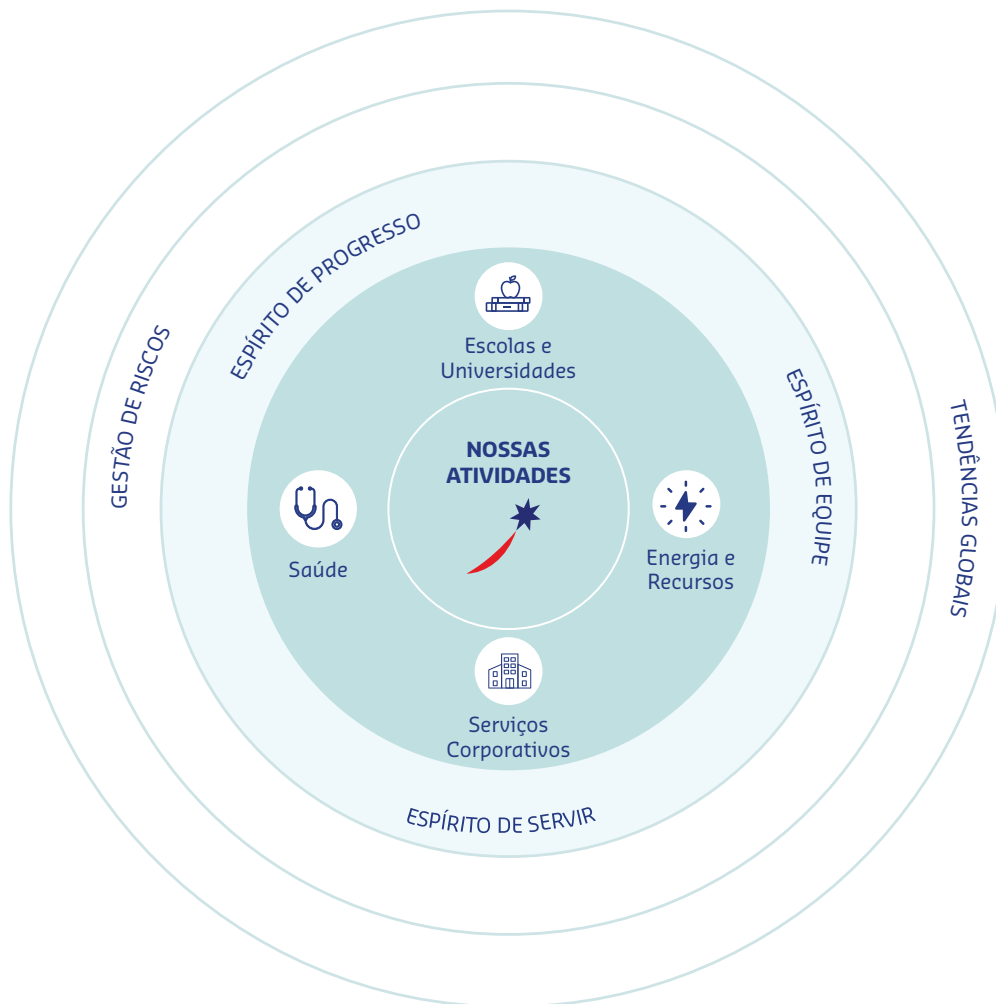 ESPÍRITO DE PROGRESSO
Escolas e
Universidades
GESTÃO DE RISCOS
ESPÍRITO DE EQUIPE
TENDÊNCIAS GLOBAIS
NOSSAS
ATIVIDADES
Saúde
Energia e
Recursos
Serviços
Corporativos
ESPÍRITO DE SERVIR